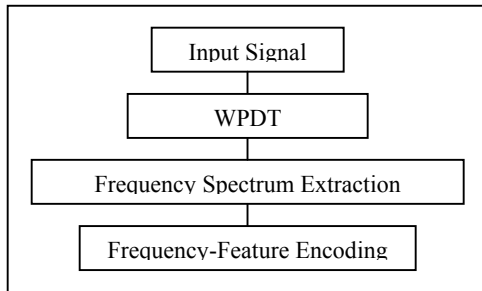 Input Signal
WPDT
Frequency Spectrum Extraction
Frequency-Feature Encoding